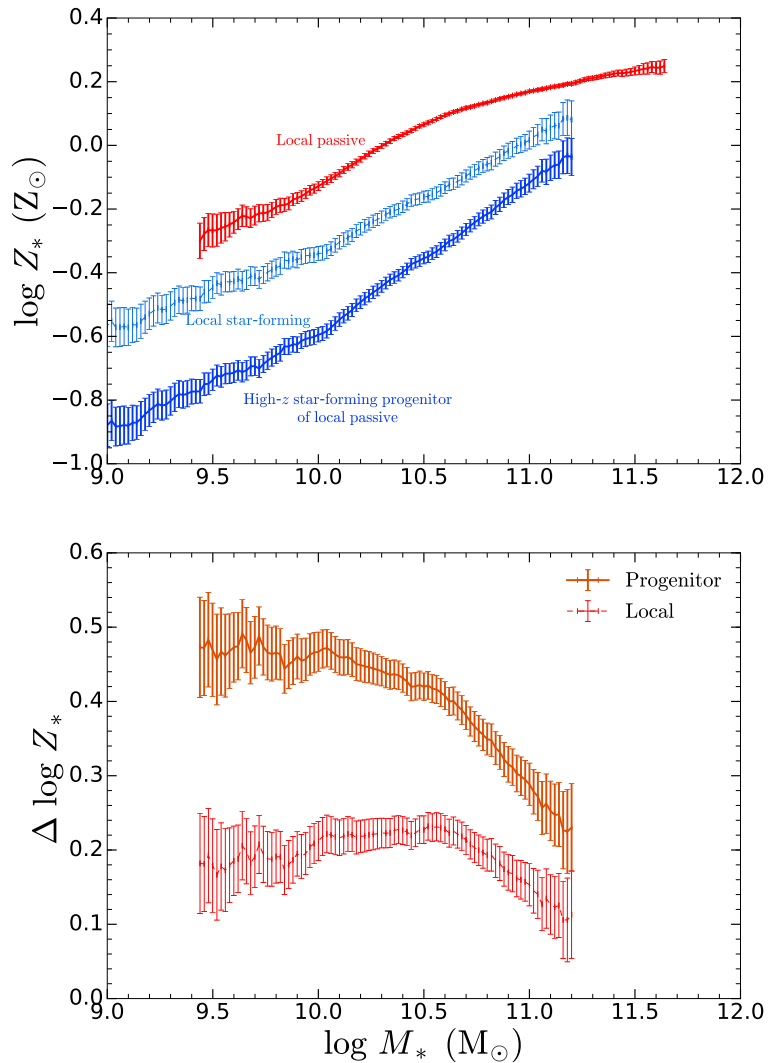 0.4
0.2
0.0
−0.2
−0.4
−0.6
−0.8
−1.0
log Z* (Z⊙)
Local passive
Local star-forming
High-z star-forming progenitor
of local passive
9.0 9.5 10.0 10.5 11.0 11.5 12.0
0.6
0.5
0.4
0.3
0.2
0.1
0.0
Δ log Z*
Progenitor
Local
9.0 9.5 10.0 10.5 11.0 11.5 12.0
log M* (M⊙)